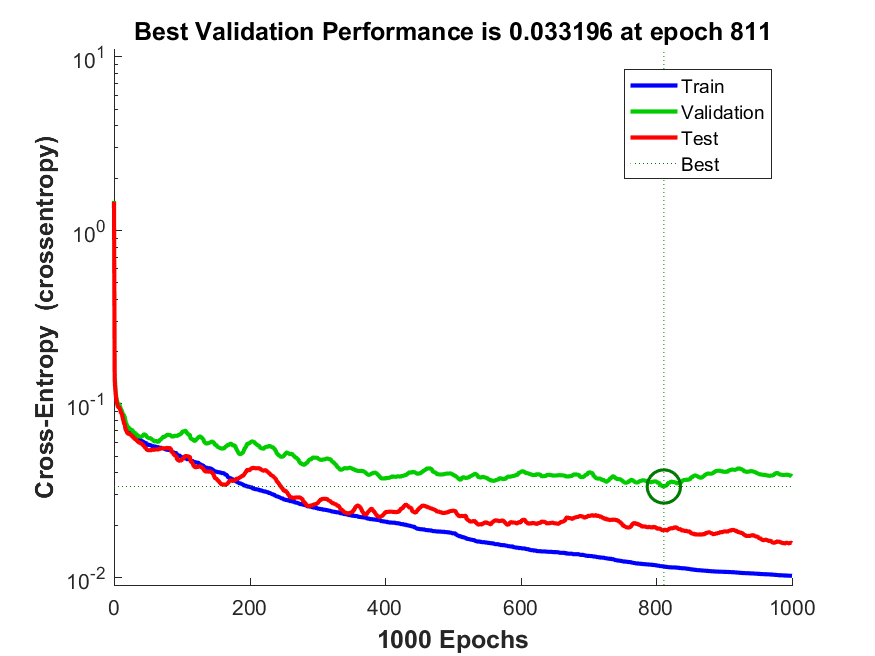 Best Validation Performance is 0.033196 at epoch 811
10^1
10^0
10^-1
10^-2
Cross-Entropy (crossentropy)
Train
Validation
Test
Best
0 200 400 600 800 1000
1000 Epochs